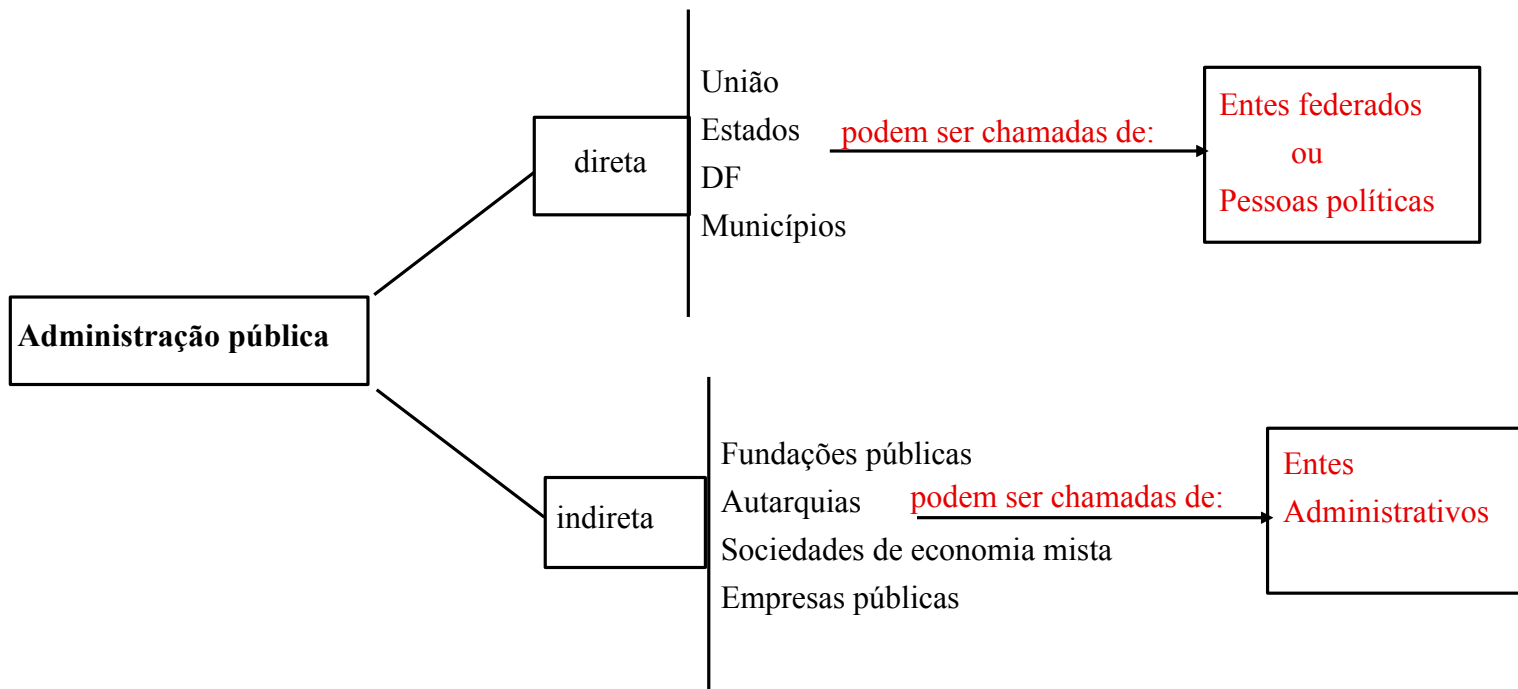 União
Estados
DF
Municípios
direta
podem ser chamadas de:
Entes federados
ou
Pessoas políticas
Administração pública
indireta
Fundações públicas
Autarquias
Sociedades de economia mista
Empresas públicas
podem ser chamadas de:
Entes
Administrativos